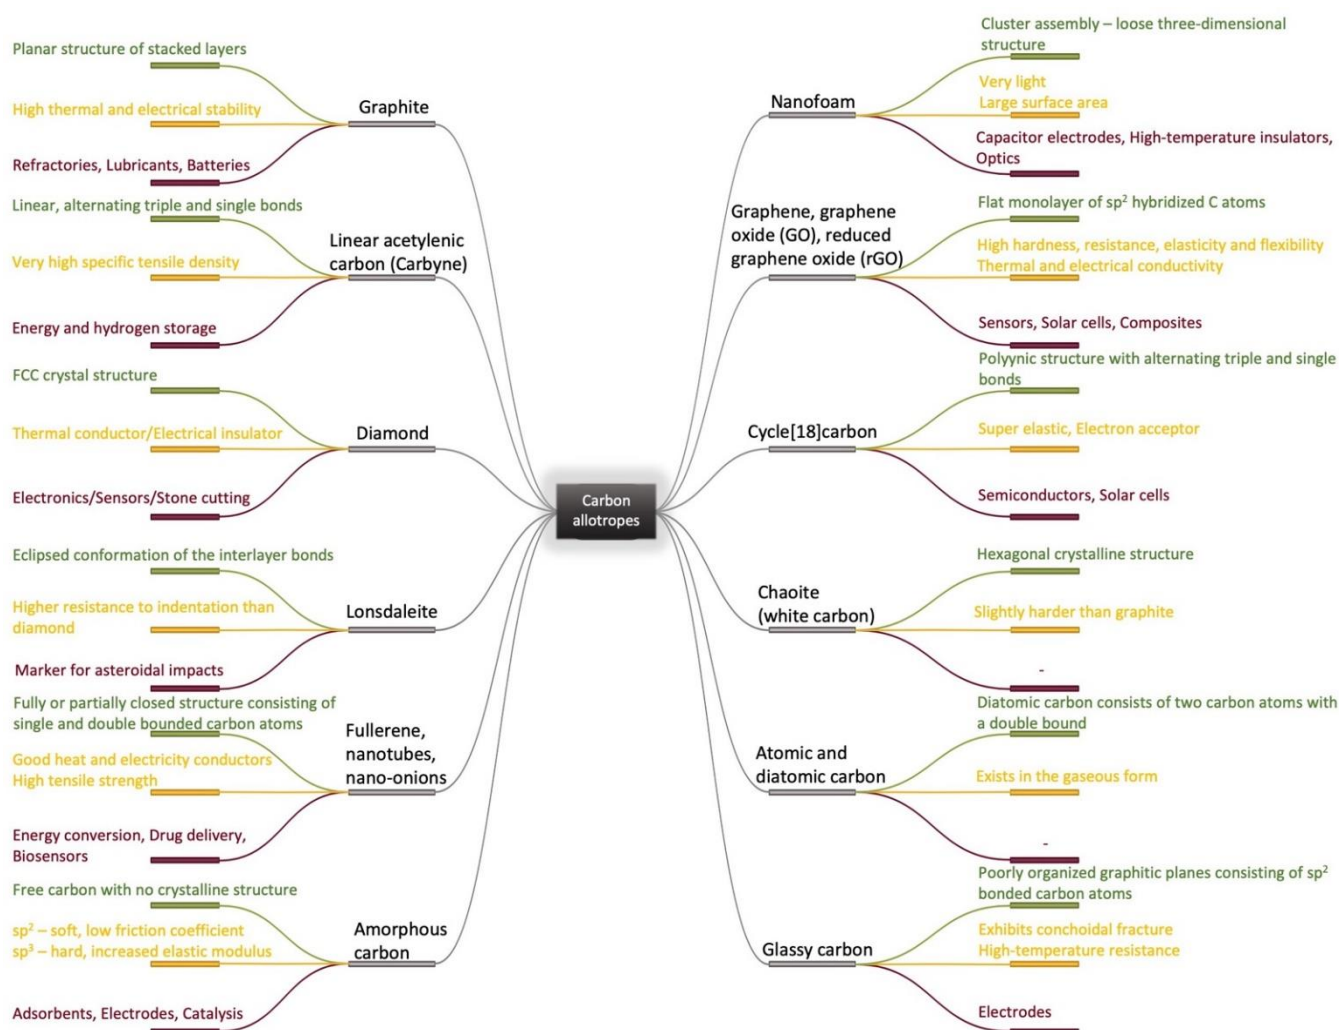 Planar structure of stacked layers
High thermal and electrical stability
Graphite
Refractories, Lubricants, Batteries
Linear, alternating triple and single bonds
Linear acetylenic
carbon (Carbyne)
Very high specific tensile density
Energy and hydrogen storage
FCC crystal structure
Thermal conductor/Electrical insulator
Diamond
Electronics/Sensors/Stone cutting
Eclipsed conformation of the interlayer bonds
Higher resistance to indentation than
diamond
Lonsdaleite
Marker for asteroidal impacts
Fully or partially closed structure consisting of
single and double bounded carbon atoms
Fullerene,
nanotubes,
nano-onions
Good heat and electricity conductors
High tensile strength
Energy conversion, Drug delivery,
Biosensors
Free carbon with no crystalline structure
sp² – soft, low friction coefficient
sp³ – hard, increased elastic modulus
Amorphous
carbon
Adsorbents, Electrodes, Catalysis
Carbon
allotropes
Cluster assembly – loose three-dimensional
structure
Nanofoam
Very light
Large surface area
Capacitor electrodes, High-temperature insulators,
Optics
Graphene, graphene
oxide (GO), reduced
graphene oxide (rGO)
Flat monolayer of sp² hybridized C atoms
High hardness, resistance, elasticity and flexibility
Thermal and electrical conductivity
Sensors, Solar cells, Composites
Polyynic structure with alternating triple and single
bonds
Cycle[18]carbon
Super elastic, Electron acceptor
Semiconductors, Solar cells
Hexagonal crystalline structure
Chaoite
(white carbon)
Slightly harder than graphite
-
Diatomic carbon consists of two carbon atoms with
a double bound
Atomic and
diatomic carbon
Exists in the gaseous form
-
Poorly organized graphitic planes consisting of sp²
bonded carbon atoms
Glassy carbon
Exhibits conchoidal fracture
High-temperature resistance
Electrodes